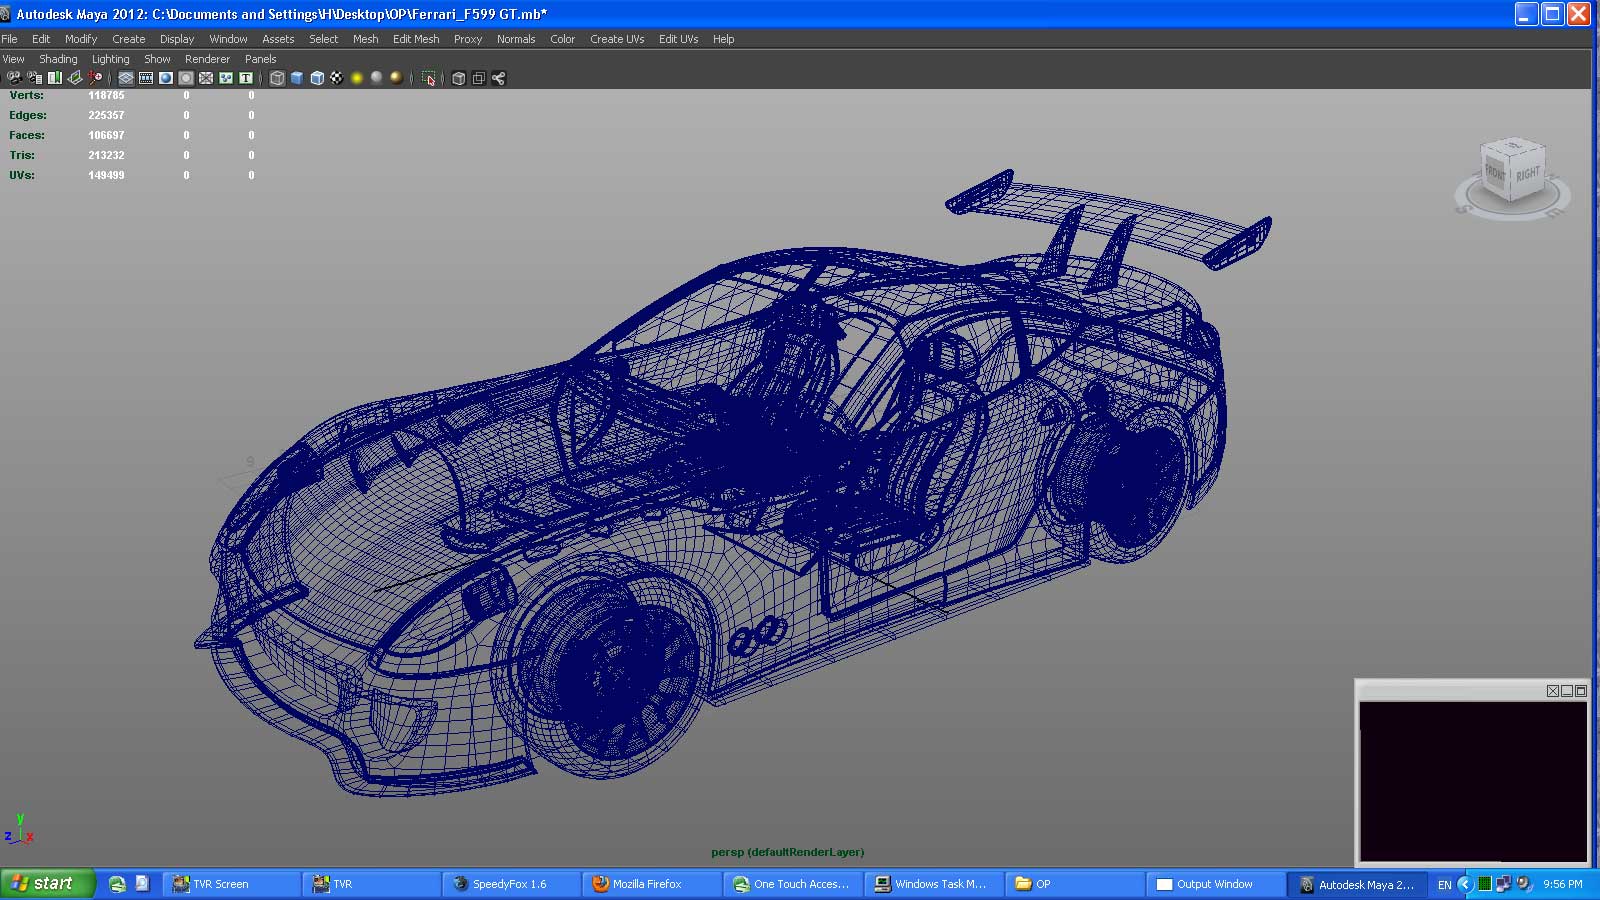 Autodesk Maya 2012: C:\Documents and Settings\H\Desktop\OP\Ferrari_F599 GT.mb*
File Edit Modify Create Display Window Assets Select Mesh Edit Mesh Proxy Normals Color Create UVs Edit UVs Help
View Shading Lighting Show Renderer Panels
Verts: 118785 0 0
Edges: 225357 0 0
Faces: 106697 0 0
Tris: 213232 0 0
UVs: 149499 0 0
FRONT RIGHT
y
z x
persp (defaultRenderLayer)
start TVR Screen TVR SpeedyFox 1.6 Mozilla Firefox One Touch Acces... Windows Task M... OP Output Window Autodesk Maya 2... EN 9:56 PM